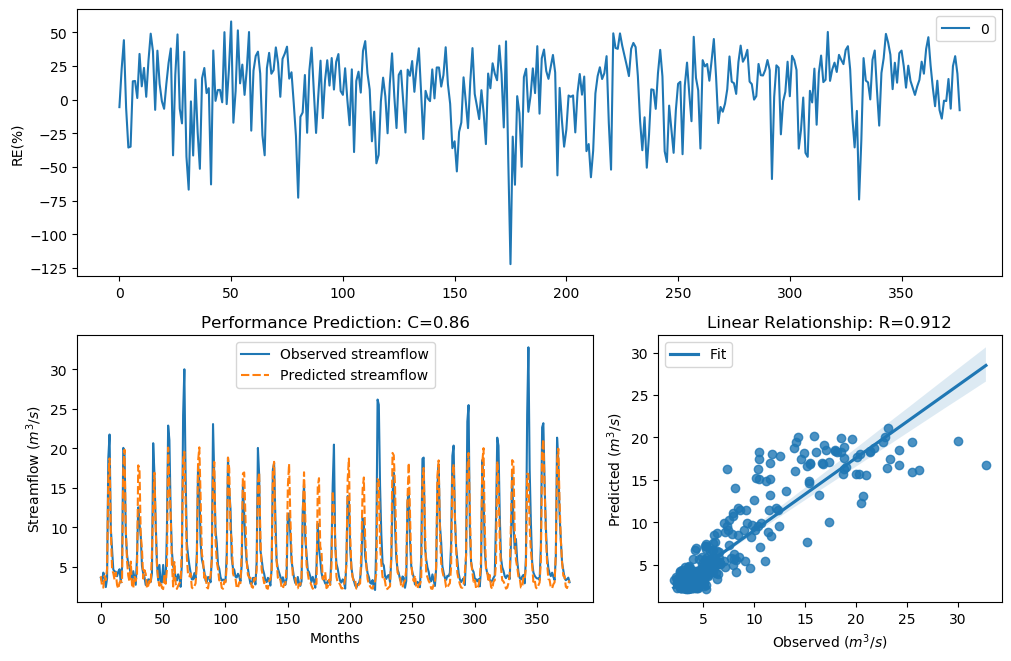 50
25
0
−25
−50
−75
−100
−125
RE(%)
0
0 50 100 150 200 250 300 350
Performance Prediction: C=0.86
Observed streamflow
Predicted streamflow
30
25
20
15
10
5
Streamflow (m³/s)
0 50 100 150 200 250 300 350
Months
Linear Relationship: R=0.912
Fit
30
25
20
15
10
5
Predicted (m³/s)
5 10 15 20 25 30
Observed (m³/s)